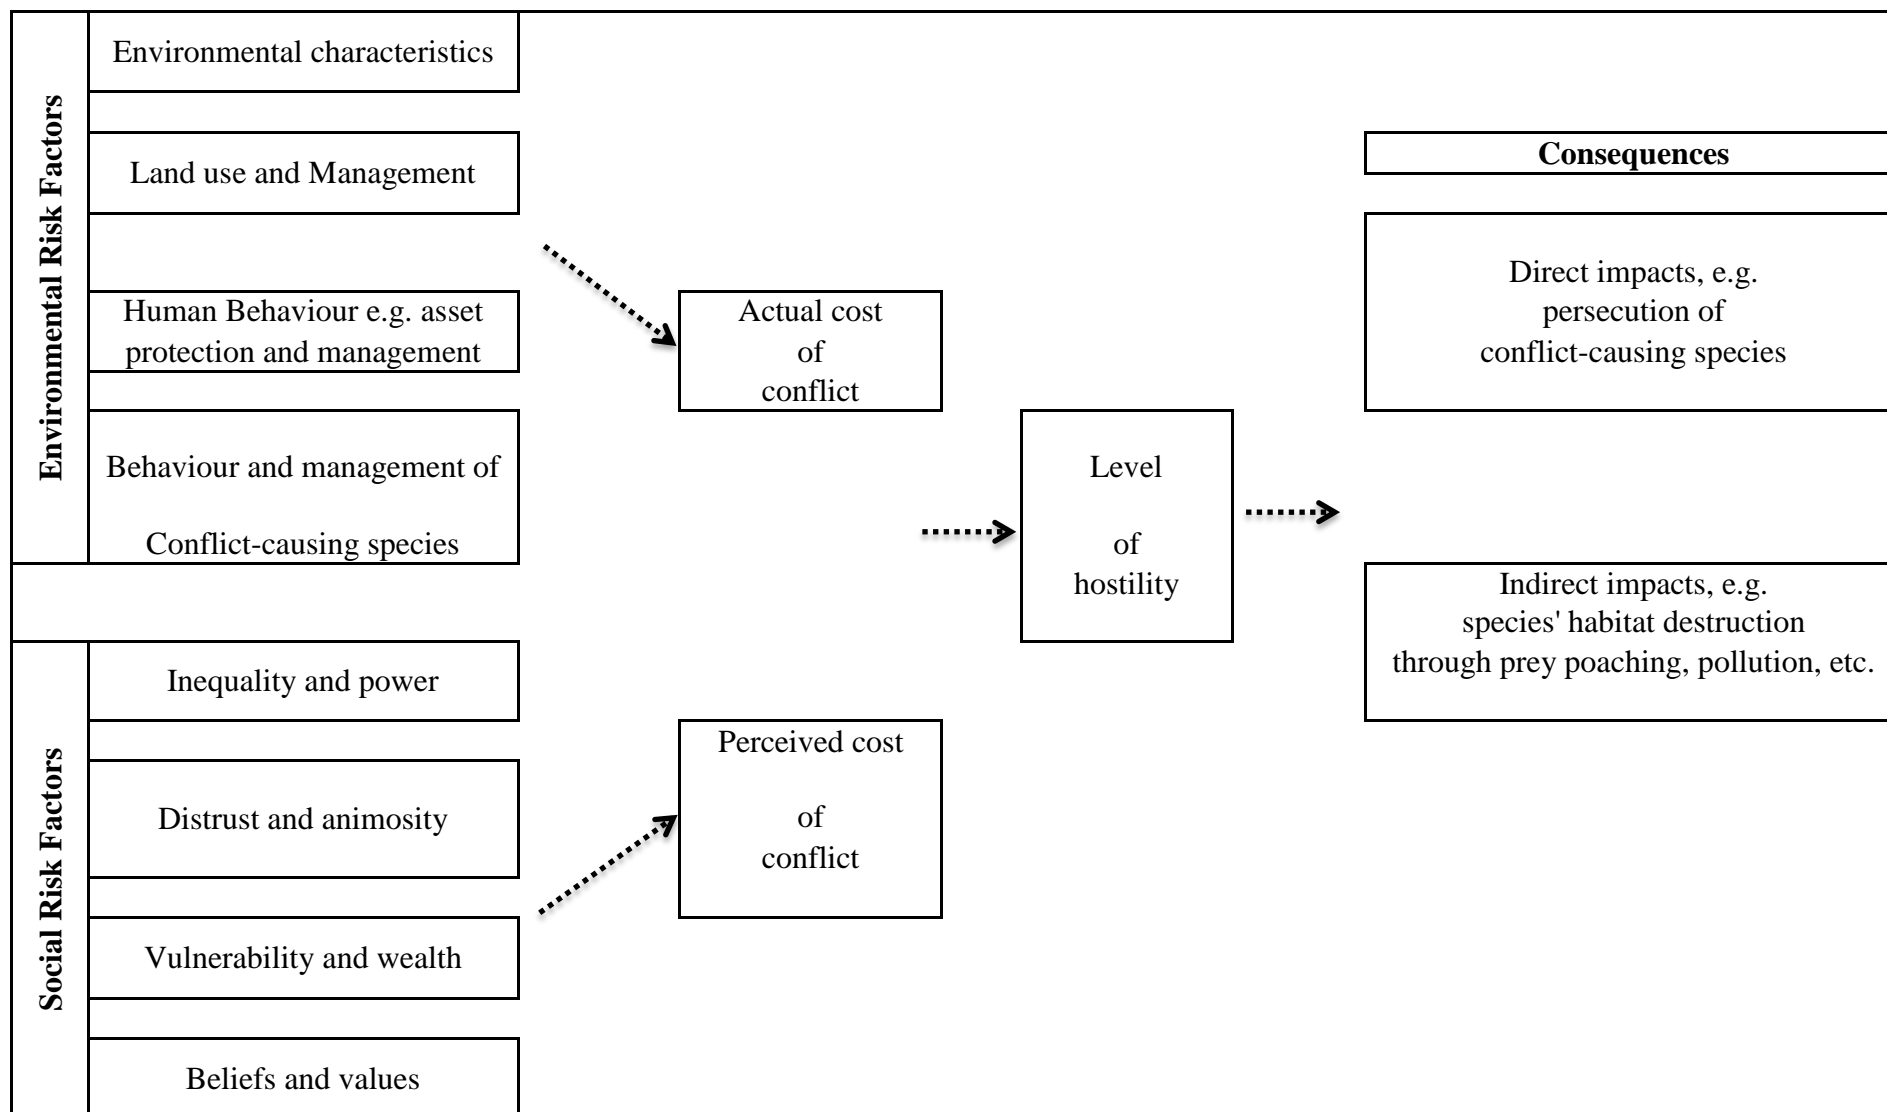 Environmental Risk Factors
Environmental characteristics
Land use and Management
Human Behaviour e.g. asset
protection and management
Behaviour and management of
Conflict-causing species
Social Risk Factors
Inequality and power
Distrust and animosity
Vulnerability and wealth
Beliefs and values
Actual cost
of
conflict
Perceived cost
of
conflict
Level
of
hostility
Consequences
Direct impacts, e.g.
persecution of
conflict-causing species
Indirect impacts, e.g.
species' habitat destruction
through prey poaching, pollution, etc.